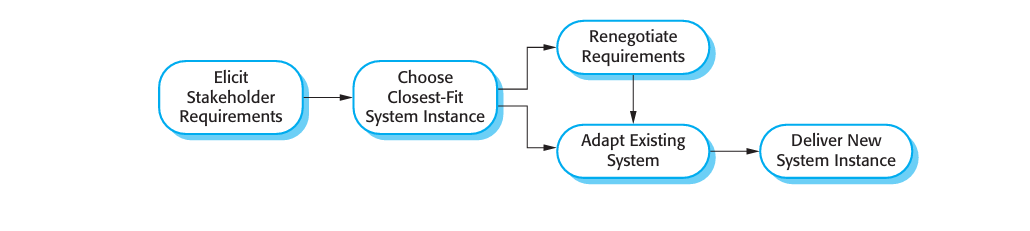 Elicit
Stakeholder
Requirements
Choose
Closest-Fit
System Instance
Renegotiate
Requirements
Adapt Existing
System
Deliver New
System Instance